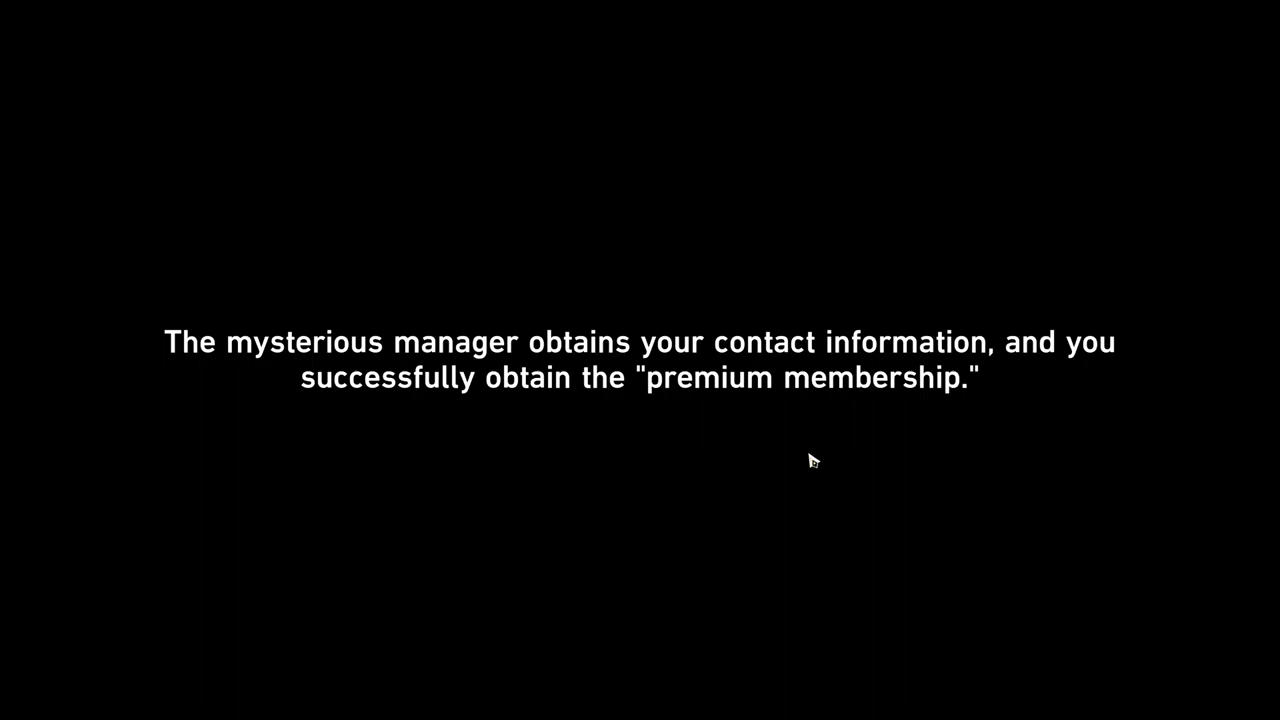 The mysterious manager obtains your contact information, and you
successfully obtain the "premium membership."